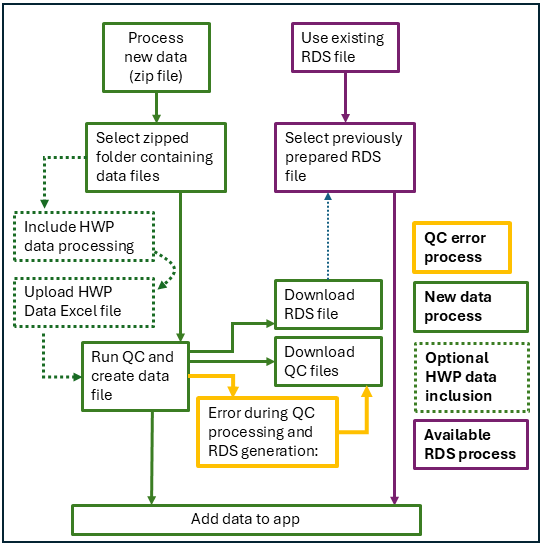 Process
new data
(zip file)
Use existing
RDS file
Select zipped
folder containing
data files
Select previously
prepared RDS
file
Include HWP
data processing
Upload HWP
Data Excel file
Run QC and
create data
file
Download
RDS file
Download
QC files
Error during QC
processing and
RDS generation:
Add data to app
QC error
process
New data
process
Optional
HWP data
inclusion
Available
RDS process